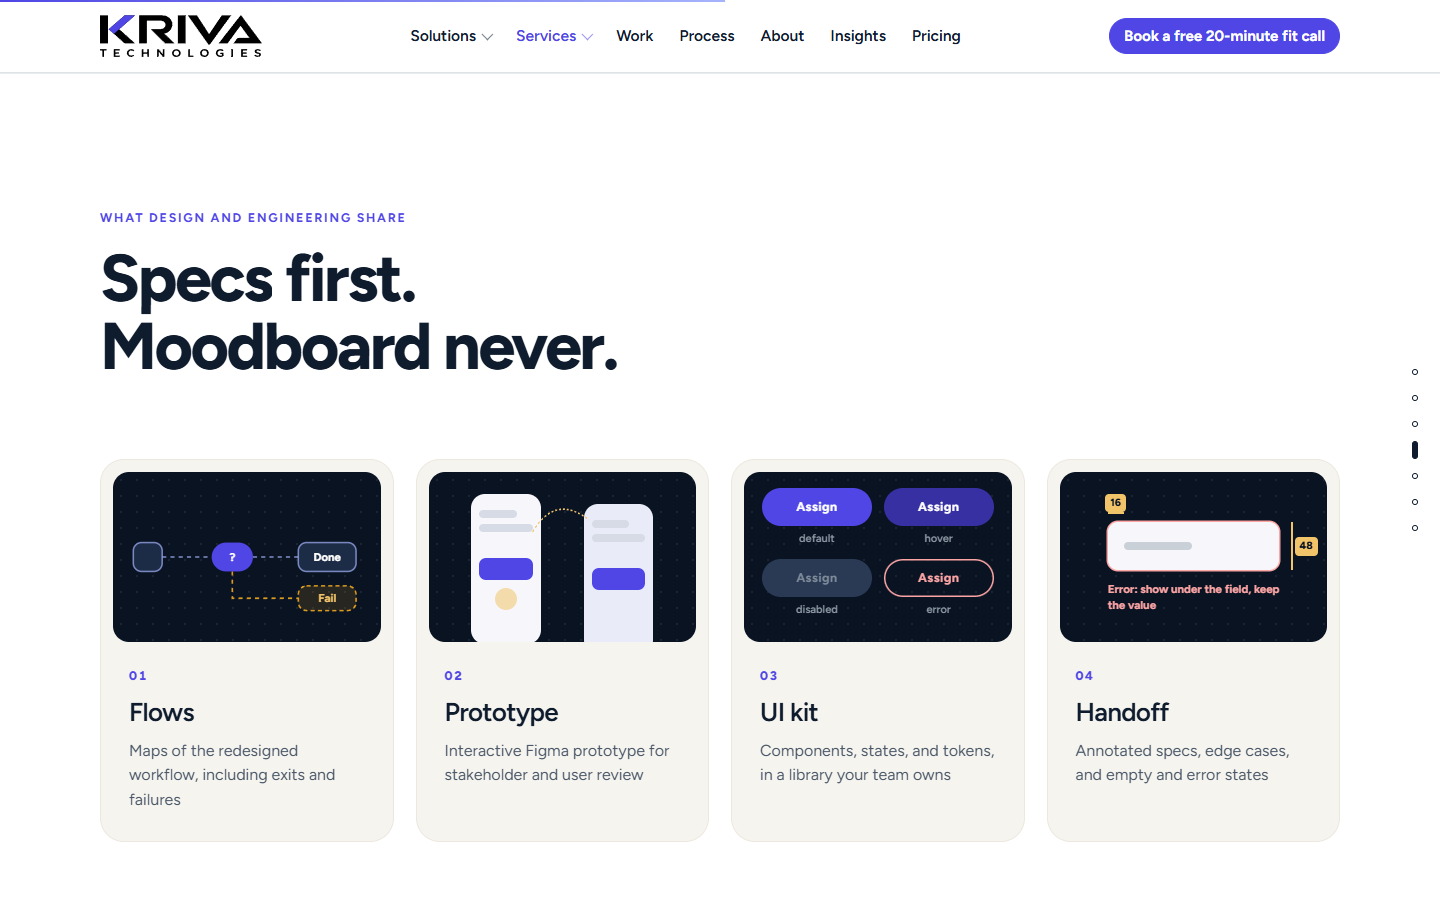 KRIVA
TECHNOLOGIES
Solutions
Services
Work
Process
About
Insights
Pricing
Book a free 20-minute fit call
WHAT DESIGN AND ENGINEERING SHARE
Specs first.
Moodboard never.
?
Done
Fail
01
Flows
Maps of the redesigned
workflow, including exits and
failures
02
Prototype
Interactive Figma prototype for
stakeholder and user review
Assign
Assign
default
hover
Assign
Assign
disabled
error
03
UI kit
Components, states, and tokens,
in a library your team owns
16
48
Error: show under the field, keep
the value
04
Handoff
Annotated specs, edge cases,
and empty and error states